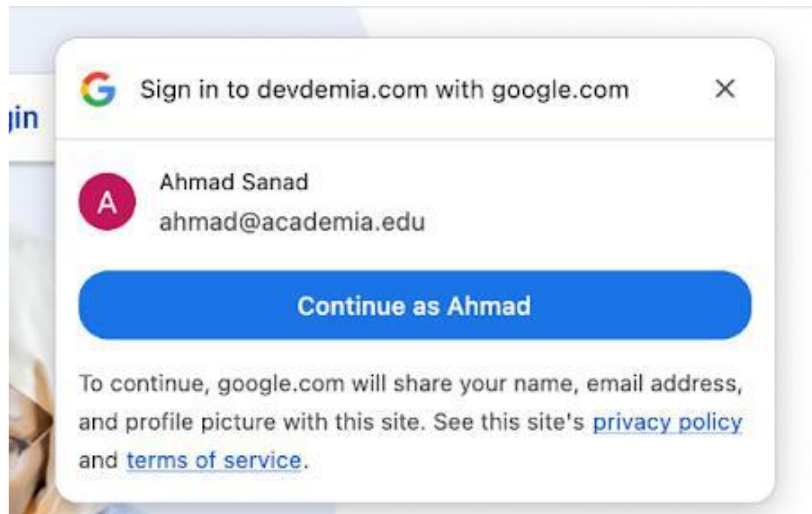 Sign in to devdemia.com with google.com
gin
Ahmad Sanad
A
ahmad@academia.edu
Continue as Ahmad
To continue, google.com will share your name, email address,
and profile picture with this site. See this site's privacy policy
and terms of service.